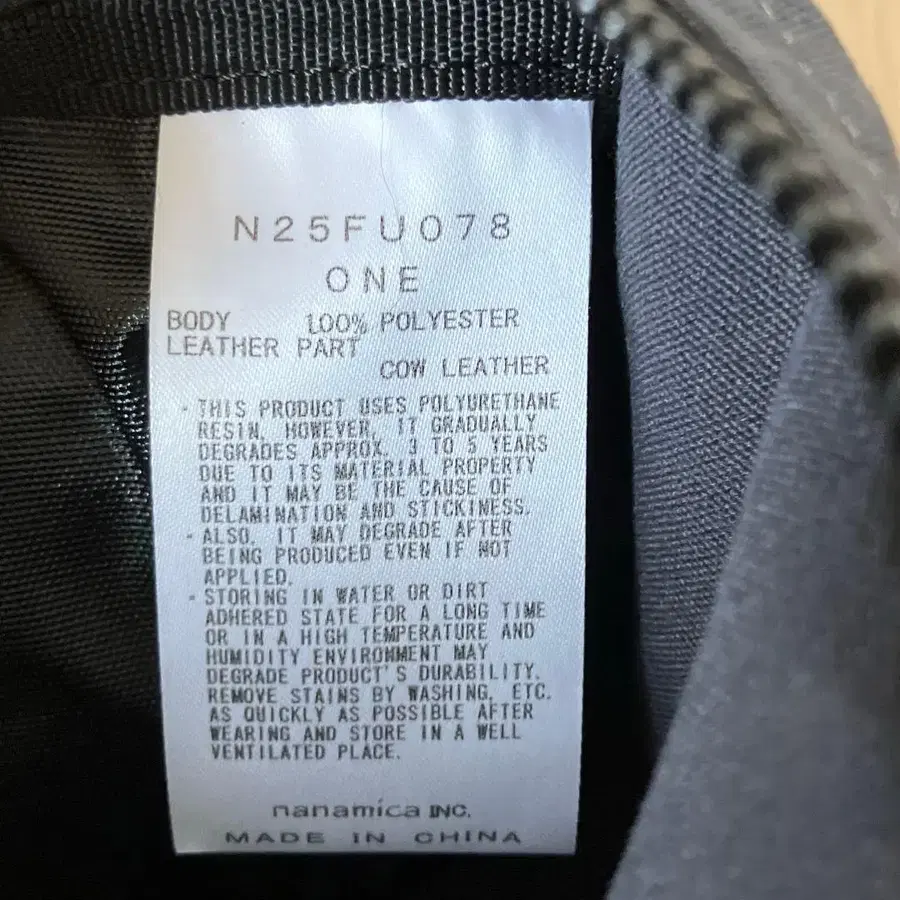 N25FU078
ONE
BODY 100% POLYESTER
LEATHER PART
COW LEATHER
・THIS PRODUCT USES POLYURETHANE
RESIN. HOWEVER, IT GRADUALLY
DEGRADES APPROX. 3 TO 5 YEARS
DUE TO ITS MATERIAL PROPERTY
AND IT MAY BE THE CAUSE OF
DELAMINATION AND STICKINESS.
・ALSO, IT MAY DEGRADE AFTER
BEING PRODUCED EVEN IF NOT
APPLIED.
・STORING IN WATER OR DIRT
ADHERED STATE FOR A LONG TIME
OR IN A HIGH TEMPERATURE AND
HUMIDITY ENVIRONMENT MAY
DEGRADE PRODUCT'S DURABILITY.
REMOVE STAINS BY WASHING, ETC.
AS QUICKLY AS POSSIBLE AFTER
WEARING AND STORE IN A WELL
VENTILATED PLACE.
nanamica INC.
MADE IN CHINA